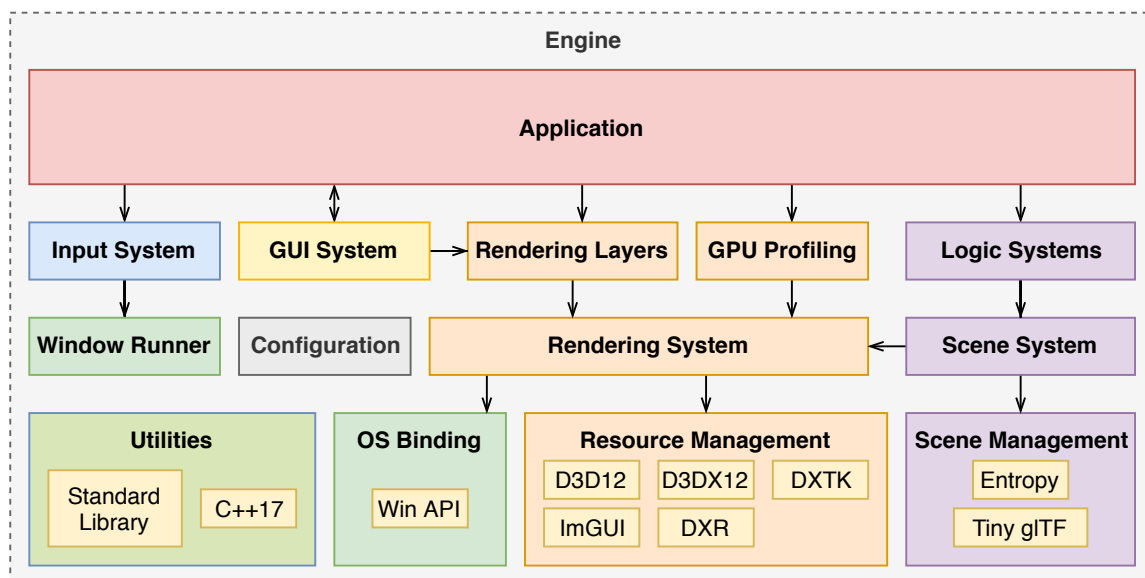 Engine
Application
Input System
GUI System
Rendering Layers
GPU Profiling
Logic Systems
Window Runner
Configuration
Rendering System
Scene System
Utilities
Standard
Library
C++17
OS Binding
Win API
Resource Management
D3D12
D3DX12
DXTK
ImGUI
DXR
Scene Management
Entropy
Tiny glTF